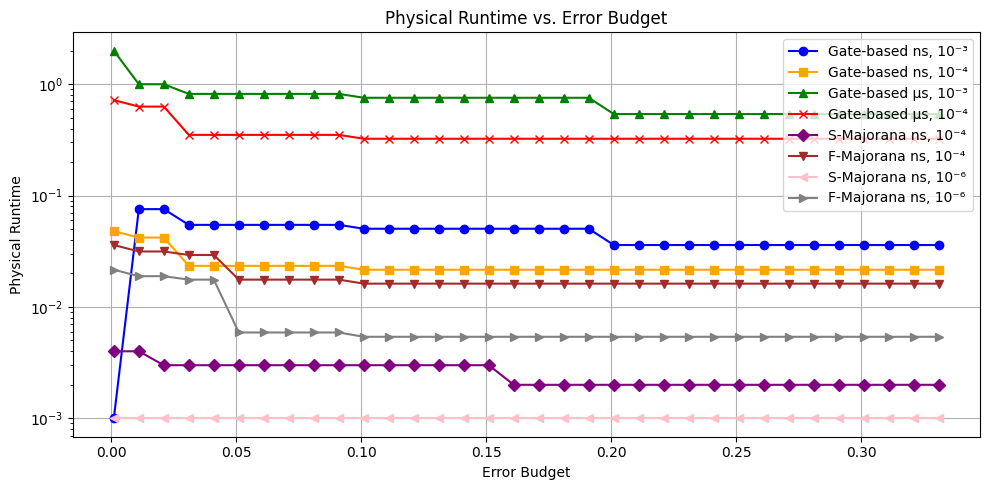 Physical Runtime vs. Error Budget
Gate-based ns, 10⁻³
Gate-based ns, 10⁻⁴
Gate-based µs, 10⁻³
Gate-based µs, 10⁻⁴
S-Majorana ns, 10⁻⁴
F-Majorana ns, 10⁻⁴
S-Majorana ns, 10⁻⁶
F-Majorana ns, 10⁻⁶
Physical Runtime
10⁰
10⁻¹
10⁻²
10⁻³
0.00 0.05 0.10 0.15 0.20 0.25 0.30
Error Budget